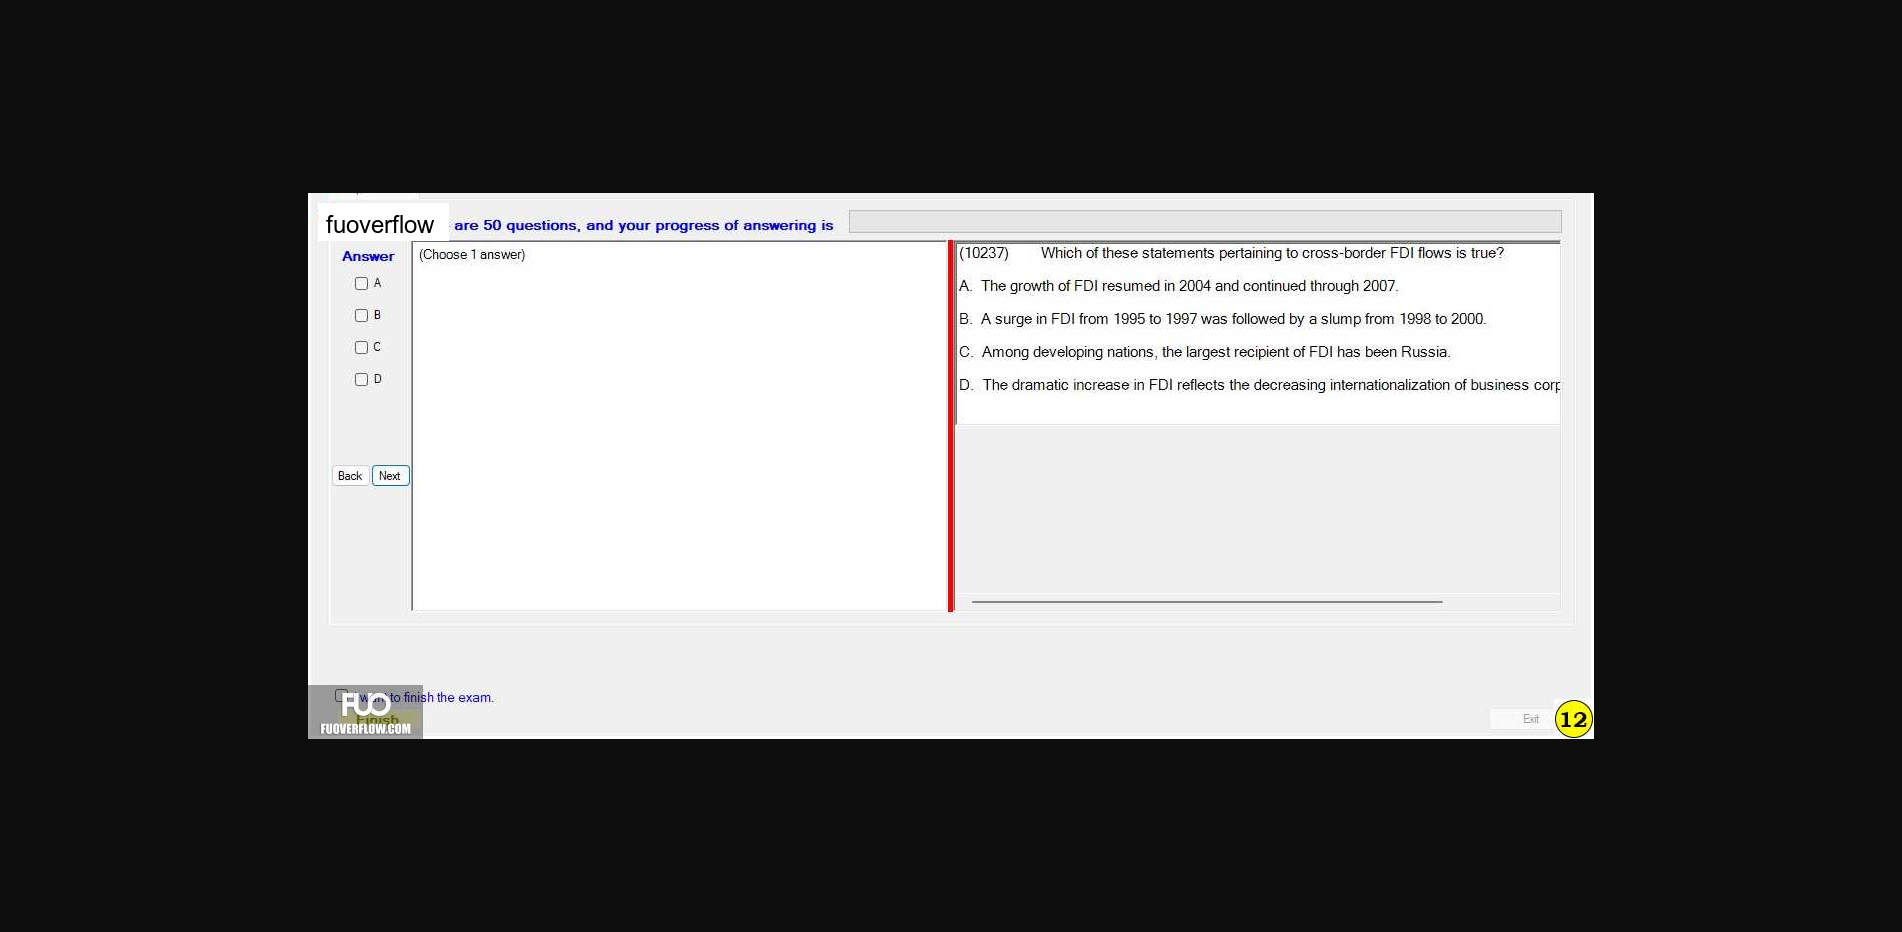 fuoverflow are 50 questions, and your progress of answering is
Answer
A
B
C
D
Back Next
(Choose 1 answer)
(10237) Which of these statements pertaining to cross-border FDI flows is true?
A. The growth of FDI resumed in 2004 and continued through 2007.
B. A surge in FDI from 1995 to 1997 was followed by a slump from 1998 to 2000.
C. Among developing nations, the largest recipient of FDI has been Russia.
D. The dramatic increase in FDI reflects the decreasing internationalization of business corp
want to finish the exam.
FUO
Finish
FUOVERFLOW.COM
Exit
12